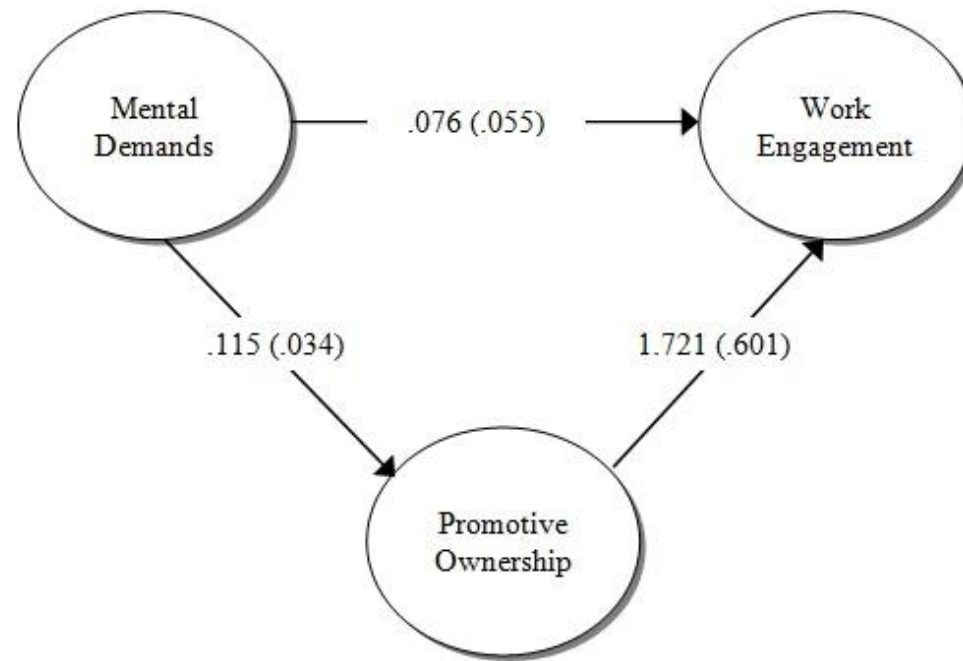 Mental
Demands
.076 (.055)
Work
Engagement
.115 (.034)
1.721 (.601)
Promotive
Ownership